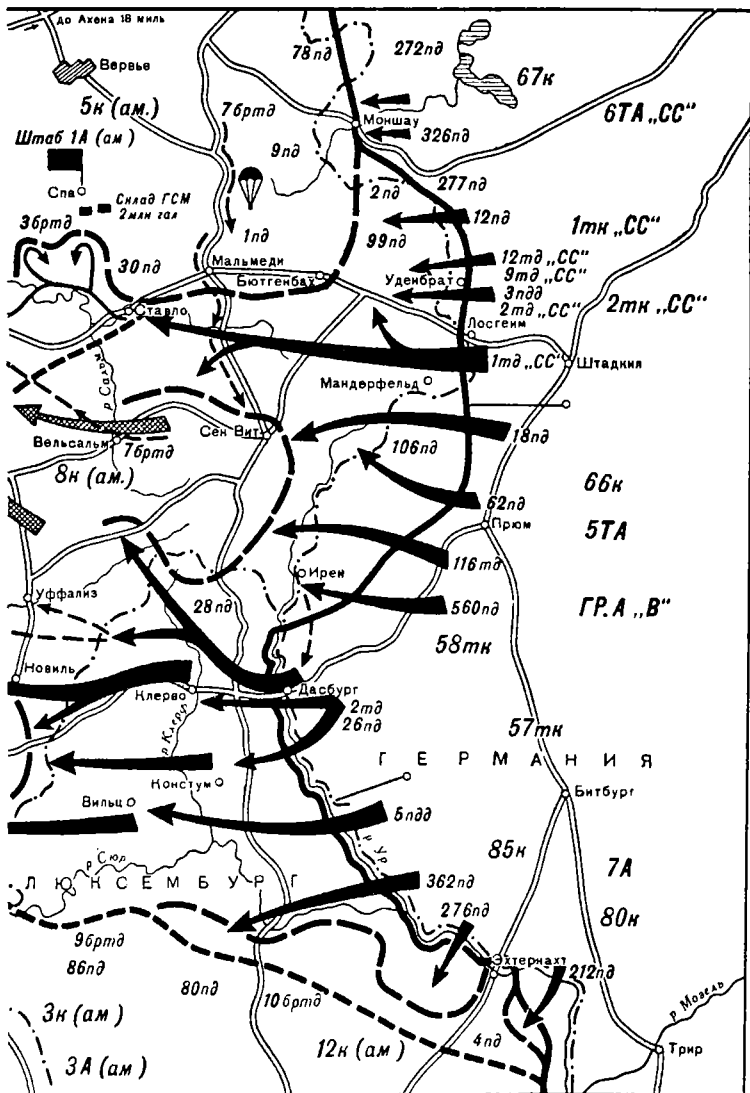 до Ахена 18 миль
Вервье
78пд
272пд
67к
5к (ам.)
7бртд
6ТА „СС"
Штаб 1А (ам)
Моншау
326пд
9пд
Спа
Склад ГСМ
2млн гал
277пд
2пд
3бртд
12пд
1тк „СС"
1пд
99пд
30пд
12тд „СС"
9тд „СС"
Мальмеди
Бютгенбах
Уденбрат
3пдд
2тд „СС"
2тк „СС"
Ставло
Лосгеим
1тд „СС"
Штадкил
Мандерфельд
Вельсальм
7бртд
Сен Вит
18пд
106пд
8к (ам.)
66к
62пд
Прюм
5ТА
116тд
Ирен
Уффализ
28пд
560пд
ГР.А „В"
58тк
Новиль
Клерво
Дасбург
2тд
26пд
р Клерф
57тк
ГЕРМАНИЯ
Констум
Битбург
Вильц
5пдд
р Ур
85к
р Сюр
7А
ЛЮКСЕМБУРГ
362пд
276пд
80к
9бртд
Эхтернахт
86пд
212пд
80пд
10бртд
р Мозель
3к (ам)
12к (ам)
4пд
Трир
3А (ам)